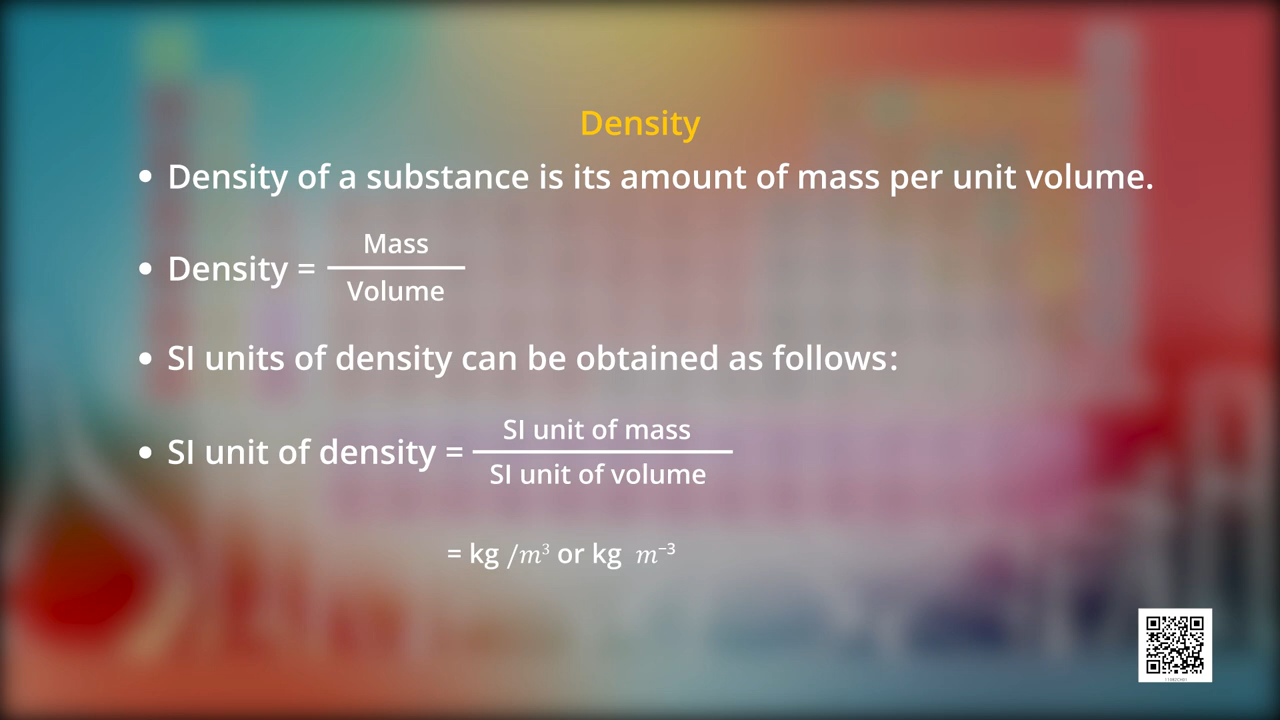 Density
• Density of a substance is its amount of mass per unit volume.
• Density = Mass / Volume
• SI units of density can be obtained as follows:
• SI unit of density = SI unit of mass / SI unit of volume
= kg /m³ or kg m⁻³